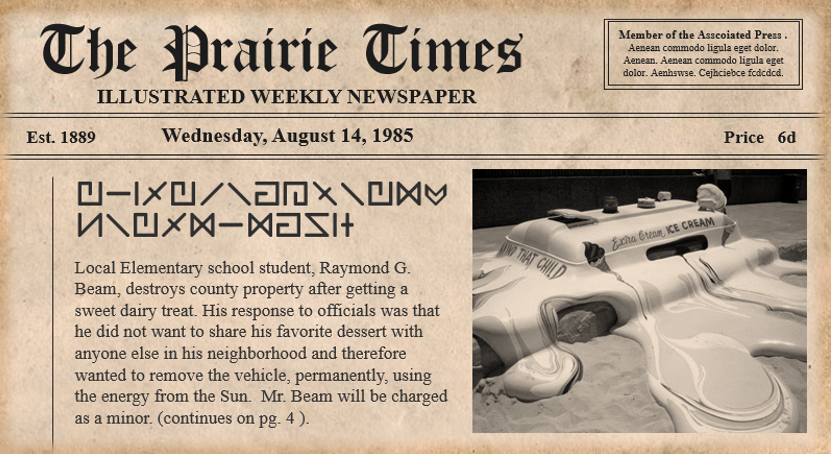 The Prairie Times
ILLUSTRATED WEEKLY NEWSPAPER
Member of the Asscoiated Press .
Aenean commodo ligula eget dolor.
Aenean. Aenean commodo ligula eget
dolor. Aenhswse. Cejhciebce fcdcdcd.
Est. 1889
Wednesday, August 14, 1985
Price 6d
Local Elementary school student, Raymond G.
Beam, destroys county property after getting a
sweet dairy treat. His response to officials was that
he did not want to share his favorite dessert with
anyone else in his neighborhood and therefore
wanted to remove the vehicle, permanently, using
the energy from the Sun. Mr. Beam will be charged
as a minor. (continues on pg. 4 ).
Extra Cream ICE CREAM
THAT CHILD